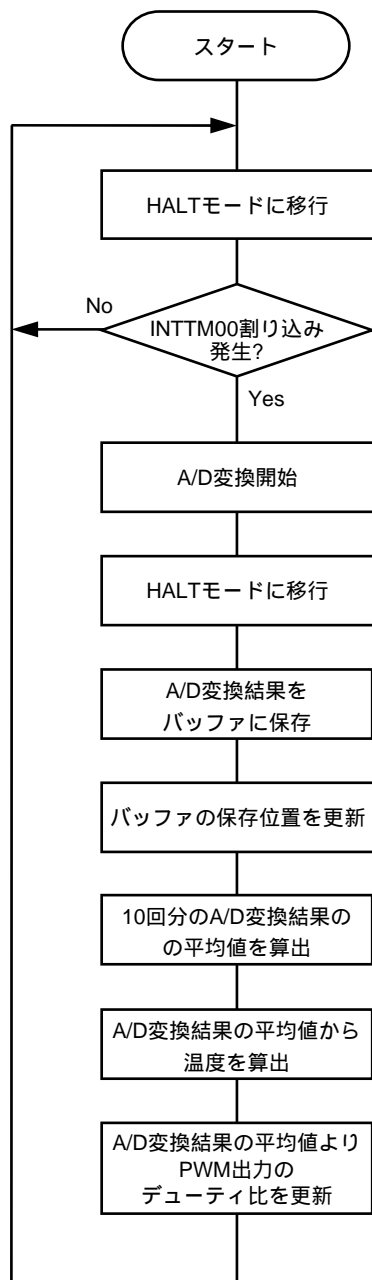 スタート
HALTモードに移行
No
INTTM00割り込み
発生?
Yes
A/D変換開始
HALTモードに移行
A/D変換結果を
バッファに保存
バッファの保存位置を更新
10回分のA/D変換結果の
の平均値を算出
A/D変換結果の平均値から
温度を算出
A/D変換結果の平均値より
PWM出力の
デューティ比を更新